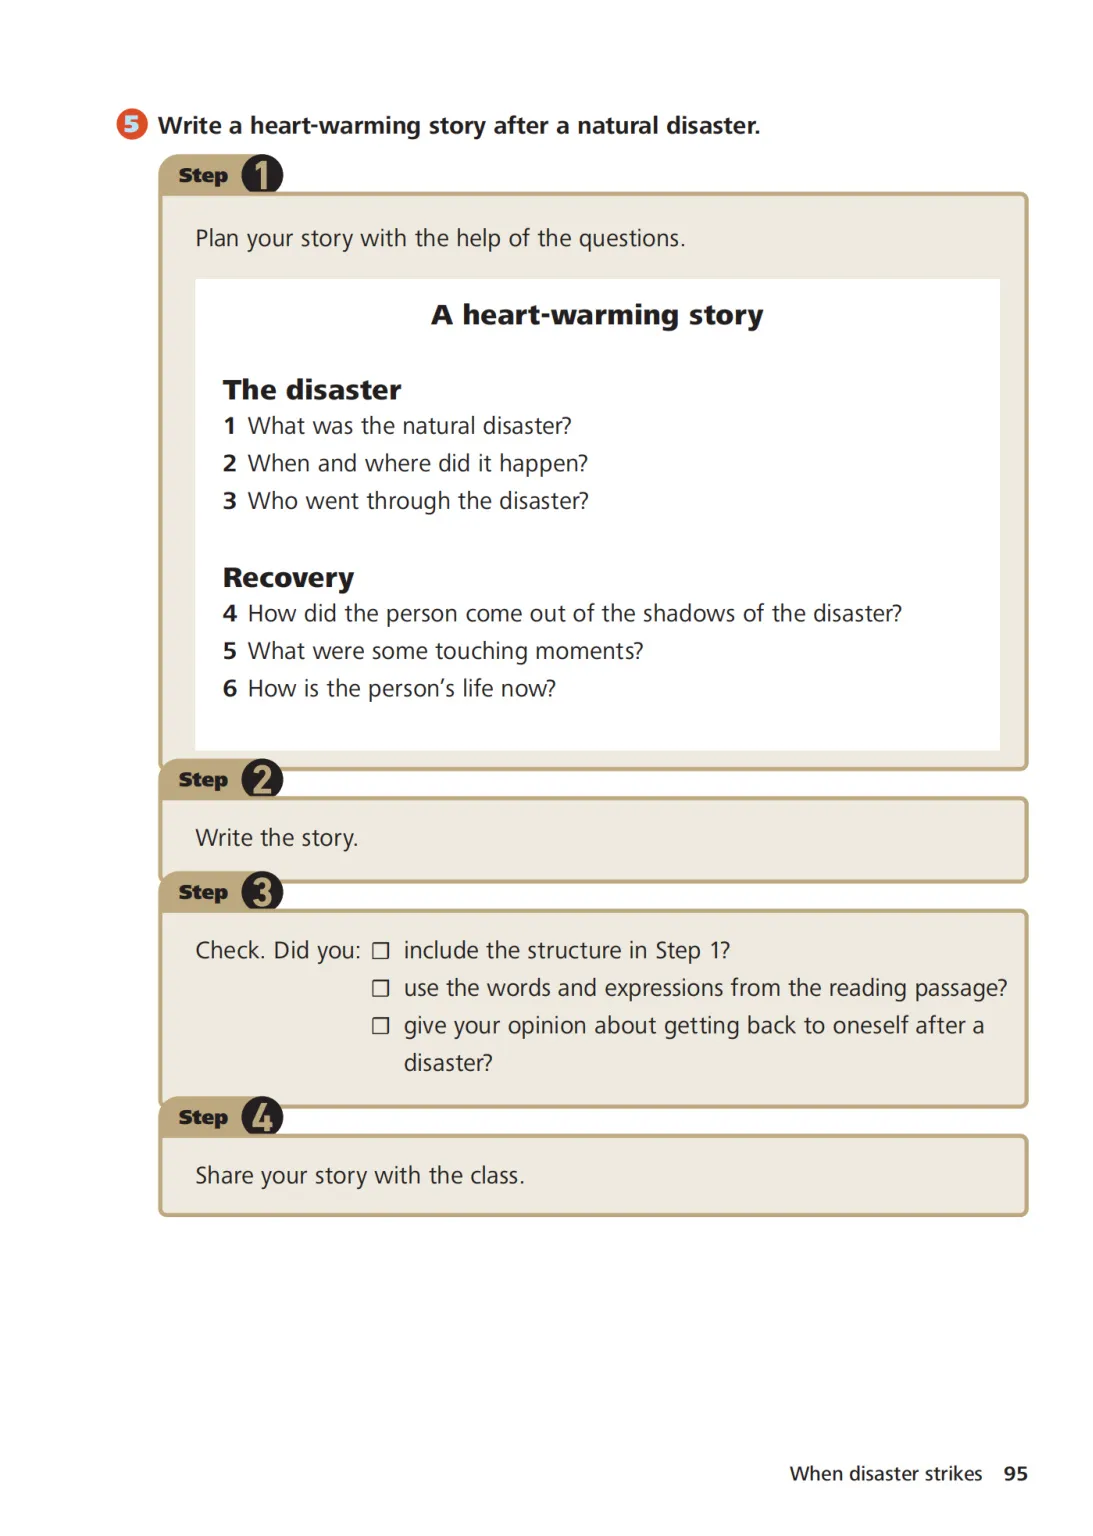 5 Write a heart-warming story after a natural disaster.
Step 1
Plan your story with the help of the questions.
A heart-warming story
The disaster
1 What was the natural disaster?
2 When and where did it happen?
3 Who went through the disaster?
Recovery
4 How did the person come out of the shadows of the disaster?
5 What were some touching moments?
6 How is the person’s life now?
Step 2
Write the story.
Step 3
Check. Did you: ☐ include the structure in Step 1?
☐ use the words and expressions from the reading passage?
☐ give your opinion about getting back to oneself after a
disaster?
Step 4
Share your story with the class.
When disaster strikes 95